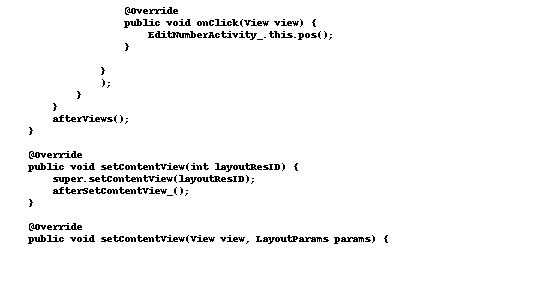 @Override
public void onClick(View view) {
EditNumberActivity_.this.pos();
}
}
);
}
}
afterViews();
}
@Override
public void setContentView(int layoutResID) {
super.setContentView(layoutResID);
afterSetContentView_();
}
@Override
public void setContentView(View view, LayoutParams params) {